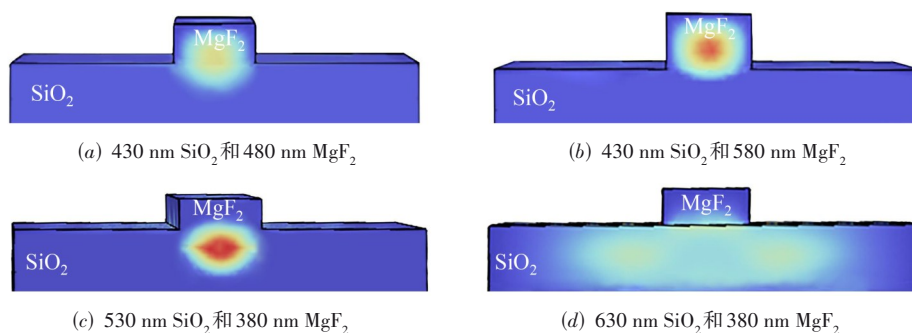 MgF₂
SiO₂
(a) 430 nm SiO₂和480 nm MgF₂
MgF₂
SiO₂
(b) 430 nm SiO₂和580 nm MgF₂
MgF₂
SiO₂
(c) 530 nm SiO₂和380 nm MgF₂
MgF₂
SiO₂
(d) 630 nm SiO₂和380 nm MgF₂